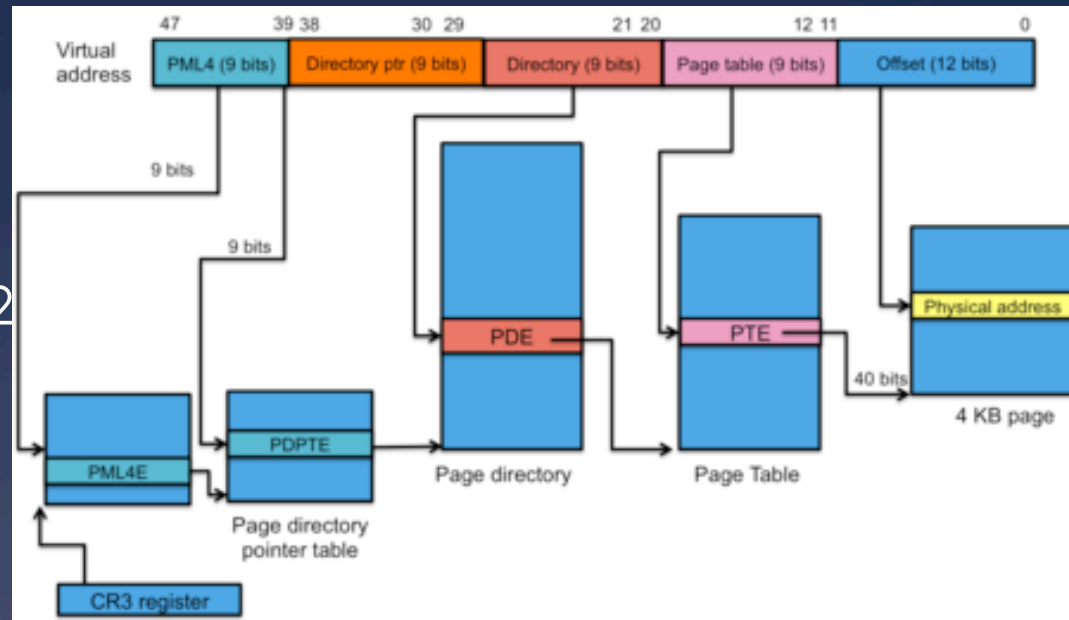 47 39 38 30 29 21 20 12 11 0
Virtual address
PML4 (9 bits) Directory ptr (9 bits) Directory (9 bits) Page table (9 bits) Offset (12 bits)
9 bits
9 bits
2
PDE
PTE
Physical address
40 bits
4 KB page
PDPTE
PML4E
Page directory
Page Table
Page directory
pointer table
CR3 register